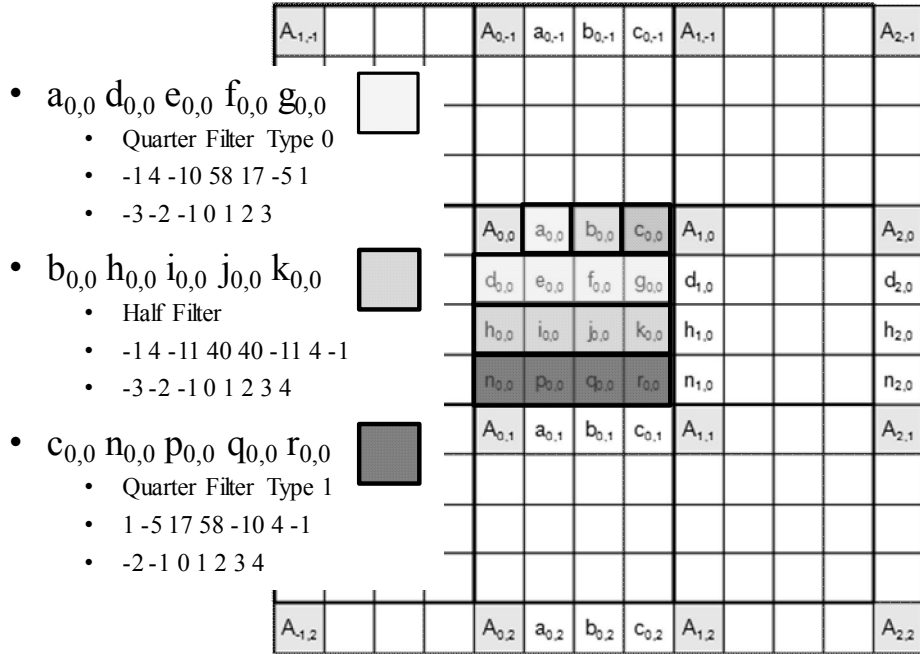 A-1,-1 A0,-1 a0,-1 b0,-1 c0,-1 A1,-1 A2,-1
• a0,0 d0,0 e0,0 f0,0 g0,0
• Quarter Filter Type 0
• -1 4 -10 58 17 -5 1
• -3 -2 -1 0 1 2 3
A0,0 a0,0 b0,0 c0,0 A1,0 A2,0
• b0,0 h0,0 i0,0 j0,0 k0,0
d0,0 e0,0 f0,0 g0,0 d1,0 d2,0
• Half Filter
h0,0 i0,0 j0,0 k0,0 h1,0 h2,0
• -1 4 -11 40 40 -11 4 -1
• -3 -2 -1 0 1 2 3 4
n0,0 p0,0 q0,0 r0,0 n1,0 n2,0
• c0,0 n0,0 p0,0 q0,0 r0,0
A0,1 a0,1 b0,1 c0,1 A1,1 A2,1
• Quarter Filter Type 1
• 1 -5 17 58 -10 4 -1
• -2 -1 0 1 2 3 4
A-1,2 A0,2 a0,2 b0,2 c0,2 A1,2 A2,2